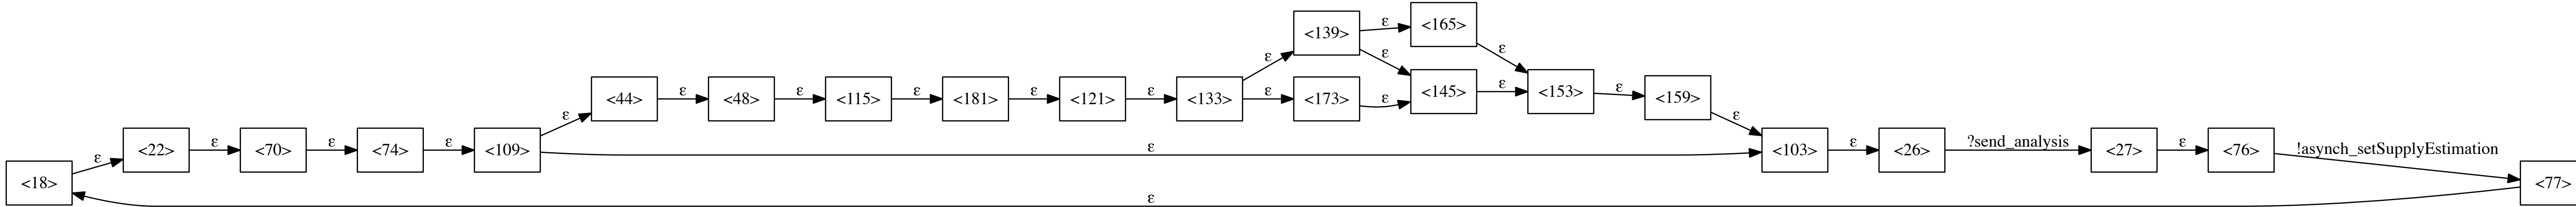 <18>
ε
<22>
ε
<70>
ε
<74>
ε
<109>
ε
<44>
ε
<48>
ε
<115>
ε
<181>
ε
<121>
ε
<133>
ε
<139>
ε
<165>
ε
ε
ε
<173>
ε
<145>
ε
<153>
ε
<159>
ε
ε
<103>
ε
<26>
?send_analysis
<27>
ε
<76>
!asynch_setSupplyEstimation
<77>
ε